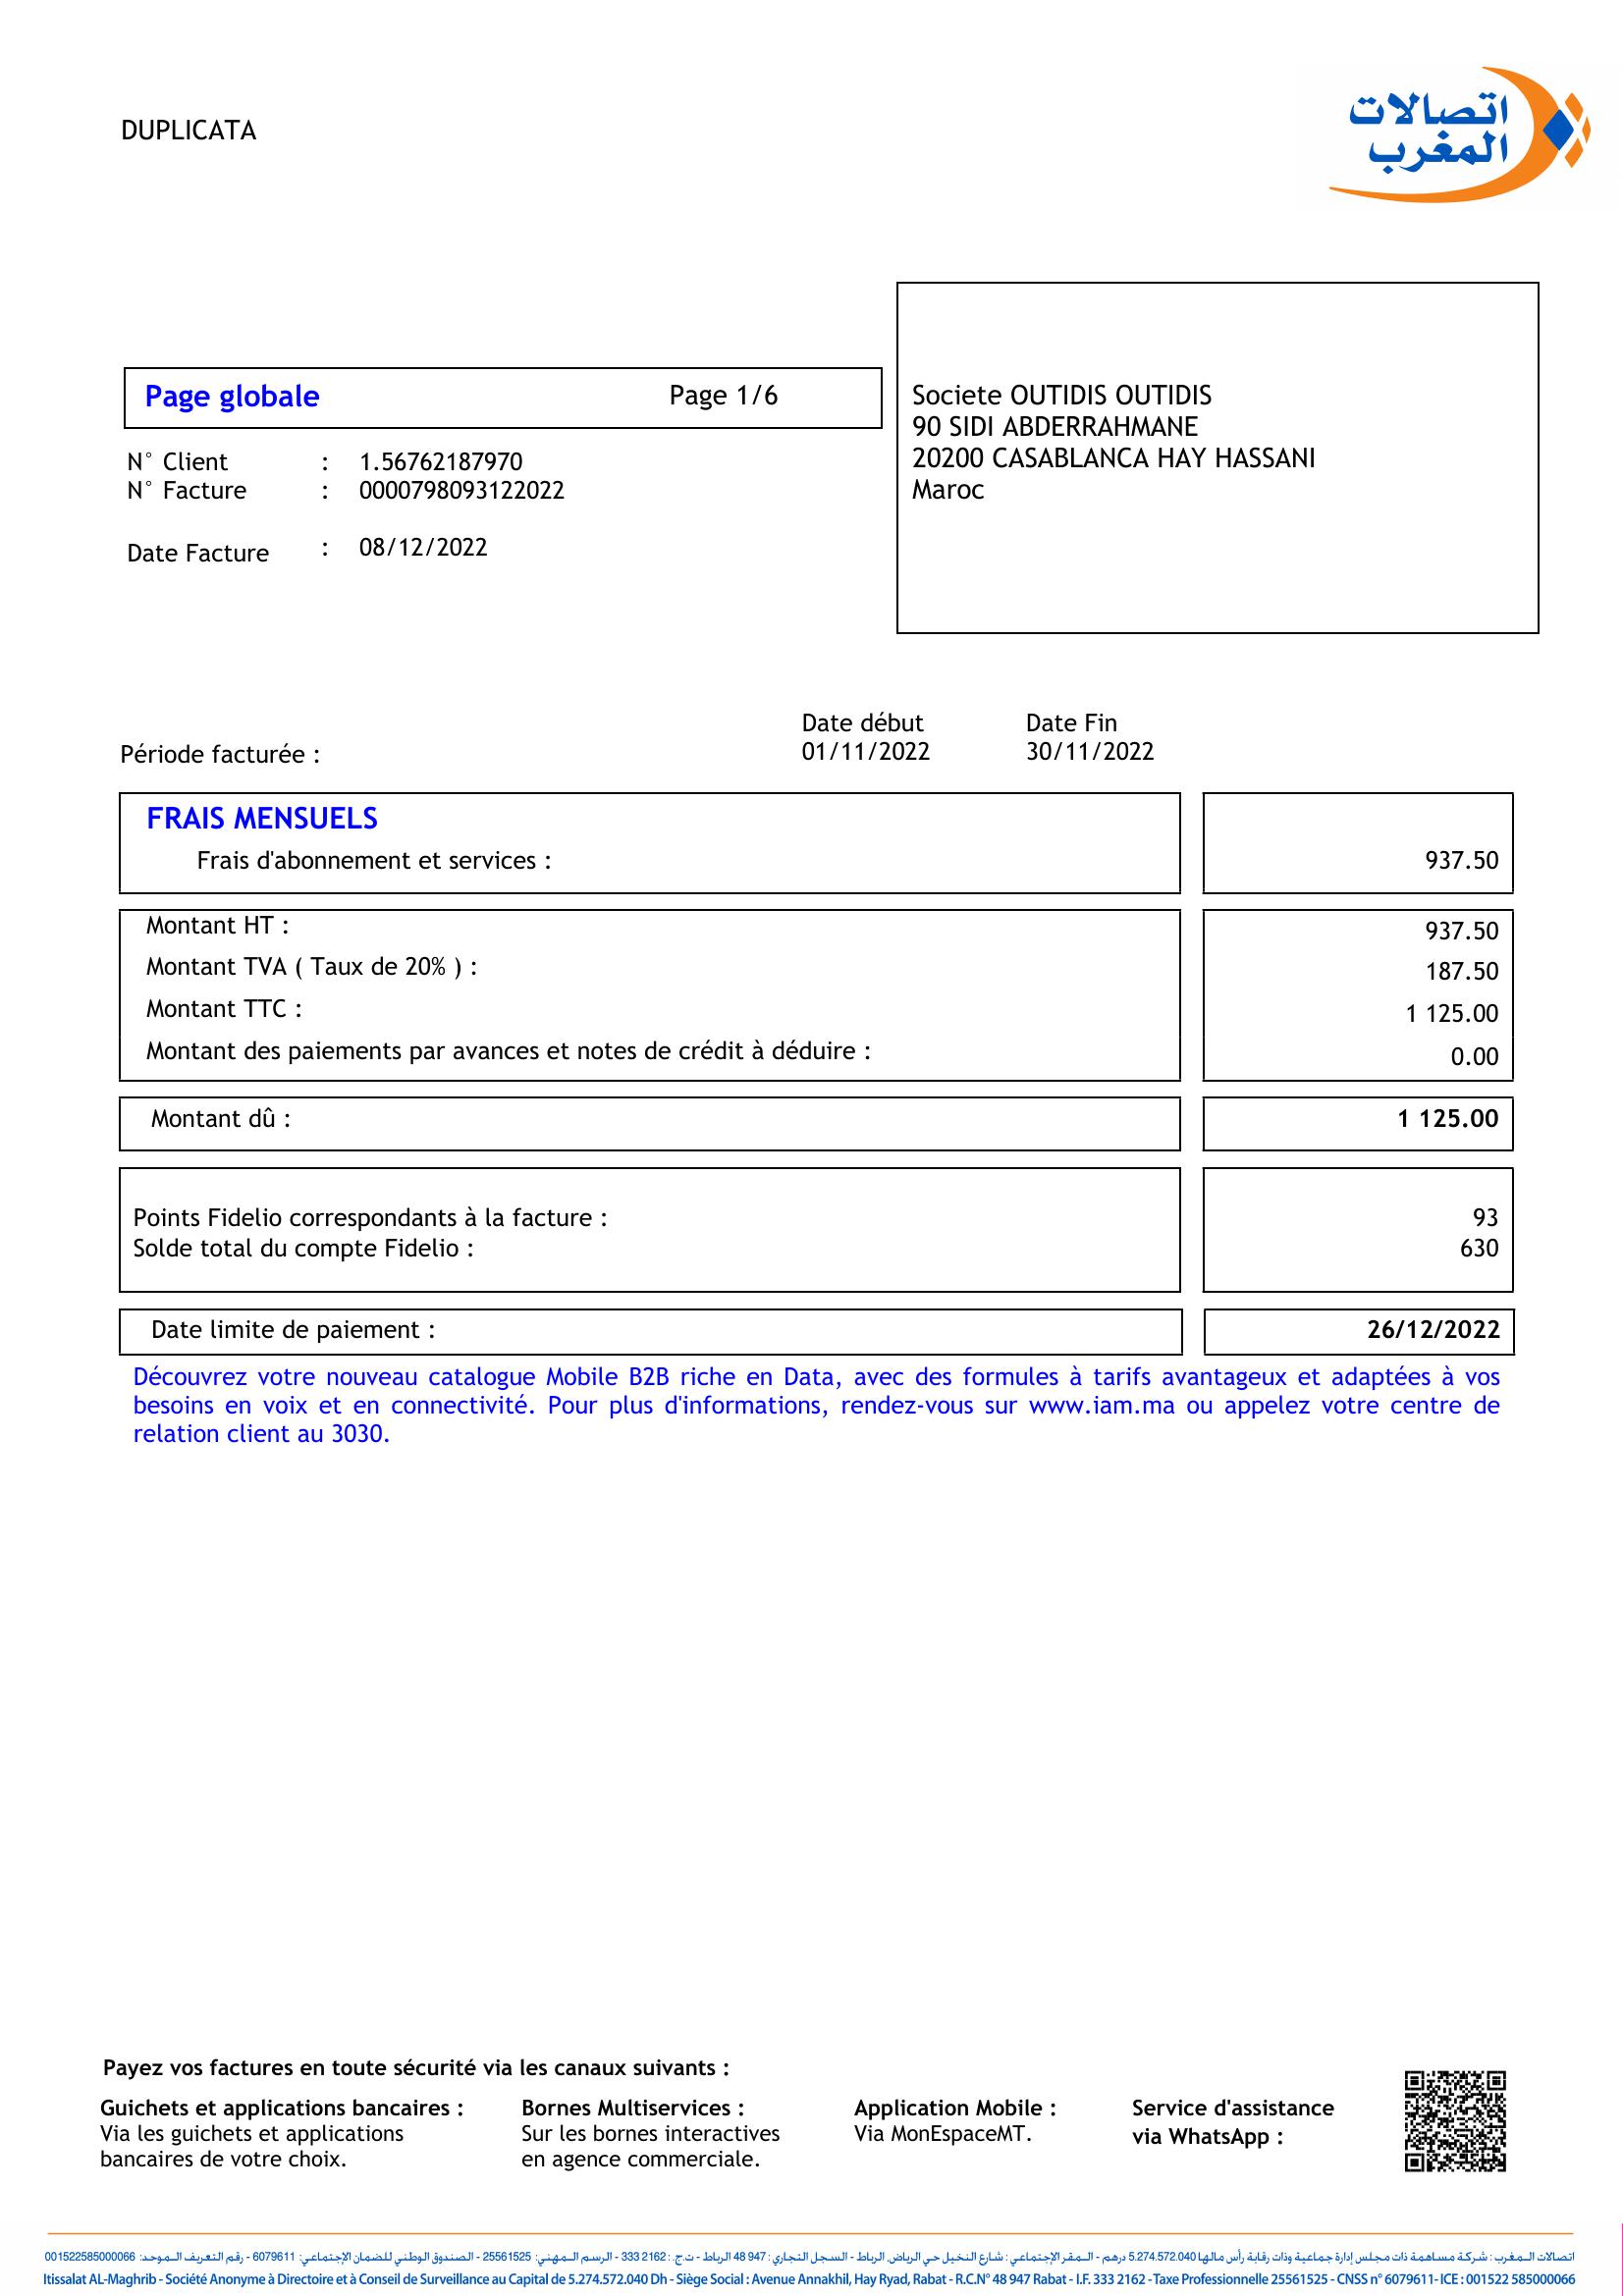 DUPLICATA
اتصالات
المغرب
Page globale Page 1/6
Societe OUTIDIS OUTIDIS
90 SIDI ABDERRAHMANE
20200 CASABLANCA HAY HASSANI
Maroc
N° Client : 1.56762187970
N° Facture : 0000798093122022
Date Facture : 08/12/2022
Date début Date Fin
Période facturée : 01/11/2022 30/11/2022
FRAIS MENSUELS
Frais d'abonnement et services : 937.50
Montant HT : 937.50
Montant TVA ( Taux de 20% ) : 187.50
Montant TTC : 1 125.00
Montant des paiements par avances et notes de crédit à déduire : 0.00
Montant dû : 1 125.00
Points Fidelio correspondants à la facture : 93
Solde total du compte Fidelio : 630
Date limite de paiement : 26/12/2022
Découvrez votre nouveau catalogue Mobile B2B riche en Data, avec des formules à tarifs avantageux et adaptées à vos
besoins en voix et en connectivité. Pour plus d'informations, rendez-vous sur www.iam.ma ou appelez votre centre de
relation client au 3030.
Payez vos factures en toute sécurité via les canaux suivants :
Guichets et applications bancaires : Bornes Multiservices : Application Mobile : Service d'assistance
Via les guichets et applications Sur les bornes interactives Via MonEspaceMT. via WhatsApp :
bancaires de votre choix. en agence commerciale.
اتصالات المغرب : شركة مساهمة ذات مجلس إدارة جماعية وذات رقابة رأس مالها 5.274.572.040 درهم - المقر الإجتماعي : شارع النخيل حي الرياض, الرباط - السجل التجاري : 947 48 الرباط - ت.ج. : 2162 333 - الرسم المهني: 25561525 - الصندوق الوطني للضمان الإجتماعي: 6079611 - رقم التعريف الموحد: 001522585000066
Itissalat AL-Maghrib - Société Anonyme à Directoire et à Conseil de Surveillance au Capital de 5.274.572.040 Dh - Siège Social : Avenue Annakhil, Hay Ryad, Rabat - R.C.N° 48 947 Rabat - I.F. 333 2162 - Taxe Professionnelle 25561525 - CNSS n° 6079611- ICE : 001522 585000066